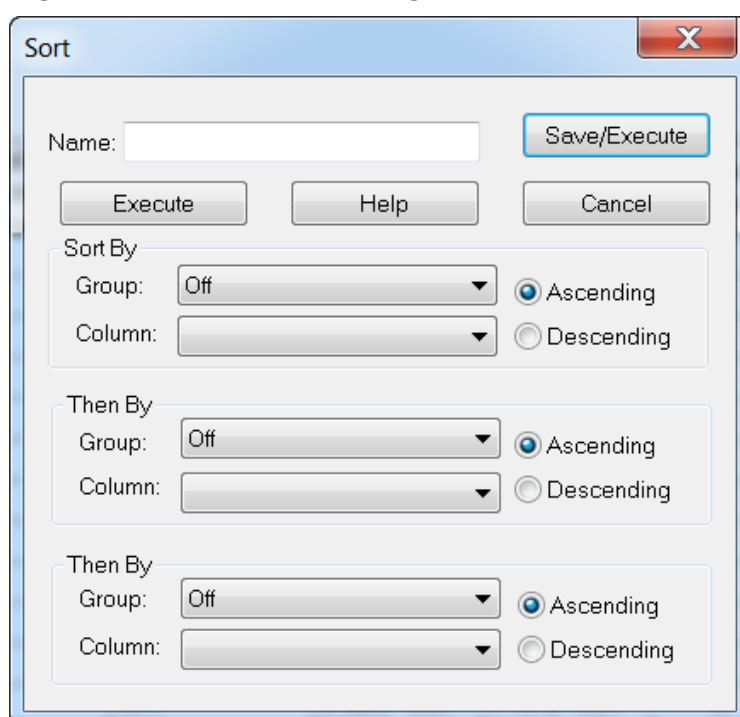 Sort
Name:
Save/Execute
Execute
Help
Cancel
Sort By
Group:
Off
Ascending
Column:
Descending
Then By
Group:
Off
Ascending
Column:
Descending
Then By
Group:
Off
Ascending
Column:
Descending